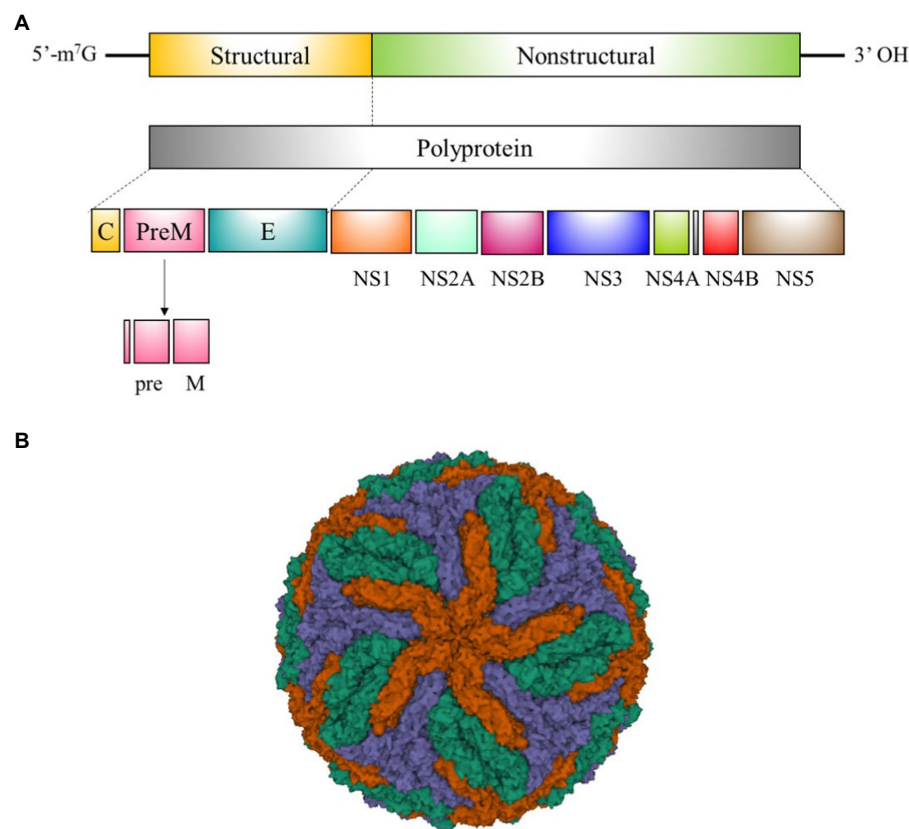 A
5’-m⁷G Structural Nonstructural 3’ OH
Polyprotein
C PreM E
NS1 NS2A NS2B NS3 NS4A NS4B NS5
pre M
B